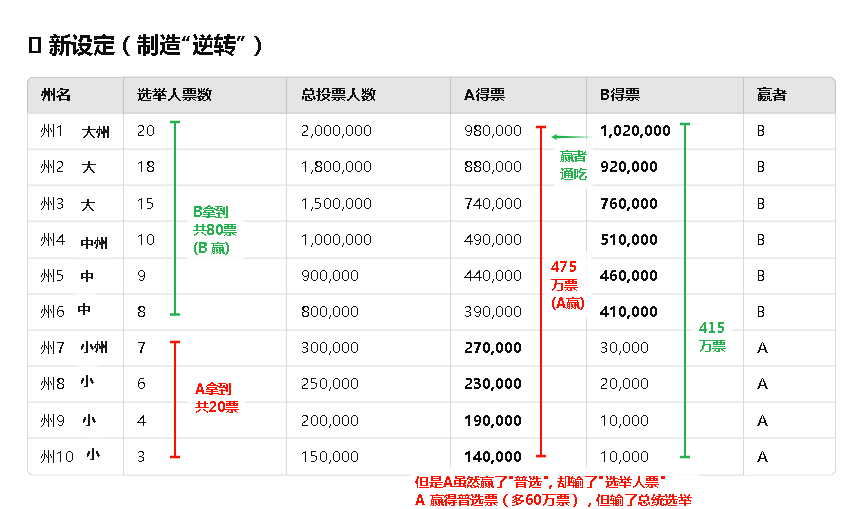 新设定（制造“逆转”）
州名 选举人票数 总投票人数 A得票 B得票 赢者
州1 大州 20 2,000,000 980,000 1,020,000 B
州2 大 18 1,800,000 880,000 920,000 B
州3 大 15 1,500,000 740,000 760,000 B
州4 中州 10 1,000,000 490,000 510,000 B
州5 中 9 900,000 440,000 460,000 B
州6 中 8 800,000 390,000 410,000 B
州7 小州 7 300,000 270,000 30,000 A
州8 小 6 250,000 230,000 20,000 A
州9 小 4 200,000 190,000 10,000 A
州10 小 3 150,000 140,000 10,000 A
B拿到
共80票
(B 赢)
A拿到
共20票
赢者
通吃
475
万票
(A赢)
415
万票
但是A虽然赢了"普选", 却输了"选举人票"
A 赢得普选票（多60万票）, 但输了总统选举